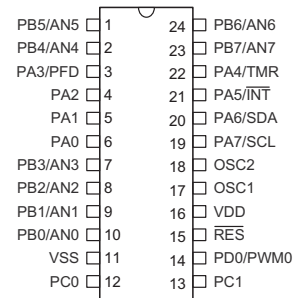 PB5/AN5 1 24 PB6/AN6
PB4/AN4 2 23 PB7/AN7
PA3/PFD 3 22 PA4/TMR
PA2 4 21 PA5/INT
PA1 5 20 PA6/SDA
PA0 6 19 PA7/SCL
PB3/AN3 7 18 OSC2
PB2/AN2 8 17 OSC1
PB1/AN1 9 16 VDD
PB0/AN0 10 15 RES
VSS 11 14 PD0/PWM0
PC0 12 13 PC1